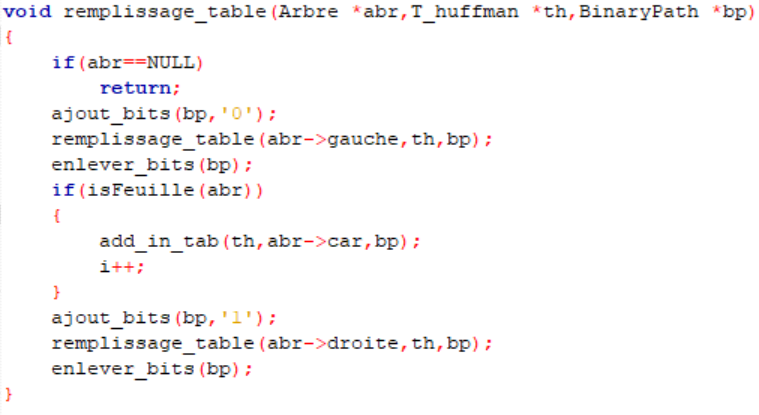 void remplissage_table(Arbre *abr,T_huffman *th,BinaryPath *bp)
{
    if(abr==NULL)
        return;
    ajout_bits(bp,'0');
    remplissage_table(abr->gauche,th,bp);
    enlever_bits(bp);
    if(isFeuille(abr))
    {
        add_in_tab(th,abr->car,bp);
        i++;
    }
    ajout_bits(bp,'1');
    remplissage_table(abr->droite,th,bp);
    enlever_bits(bp);
}